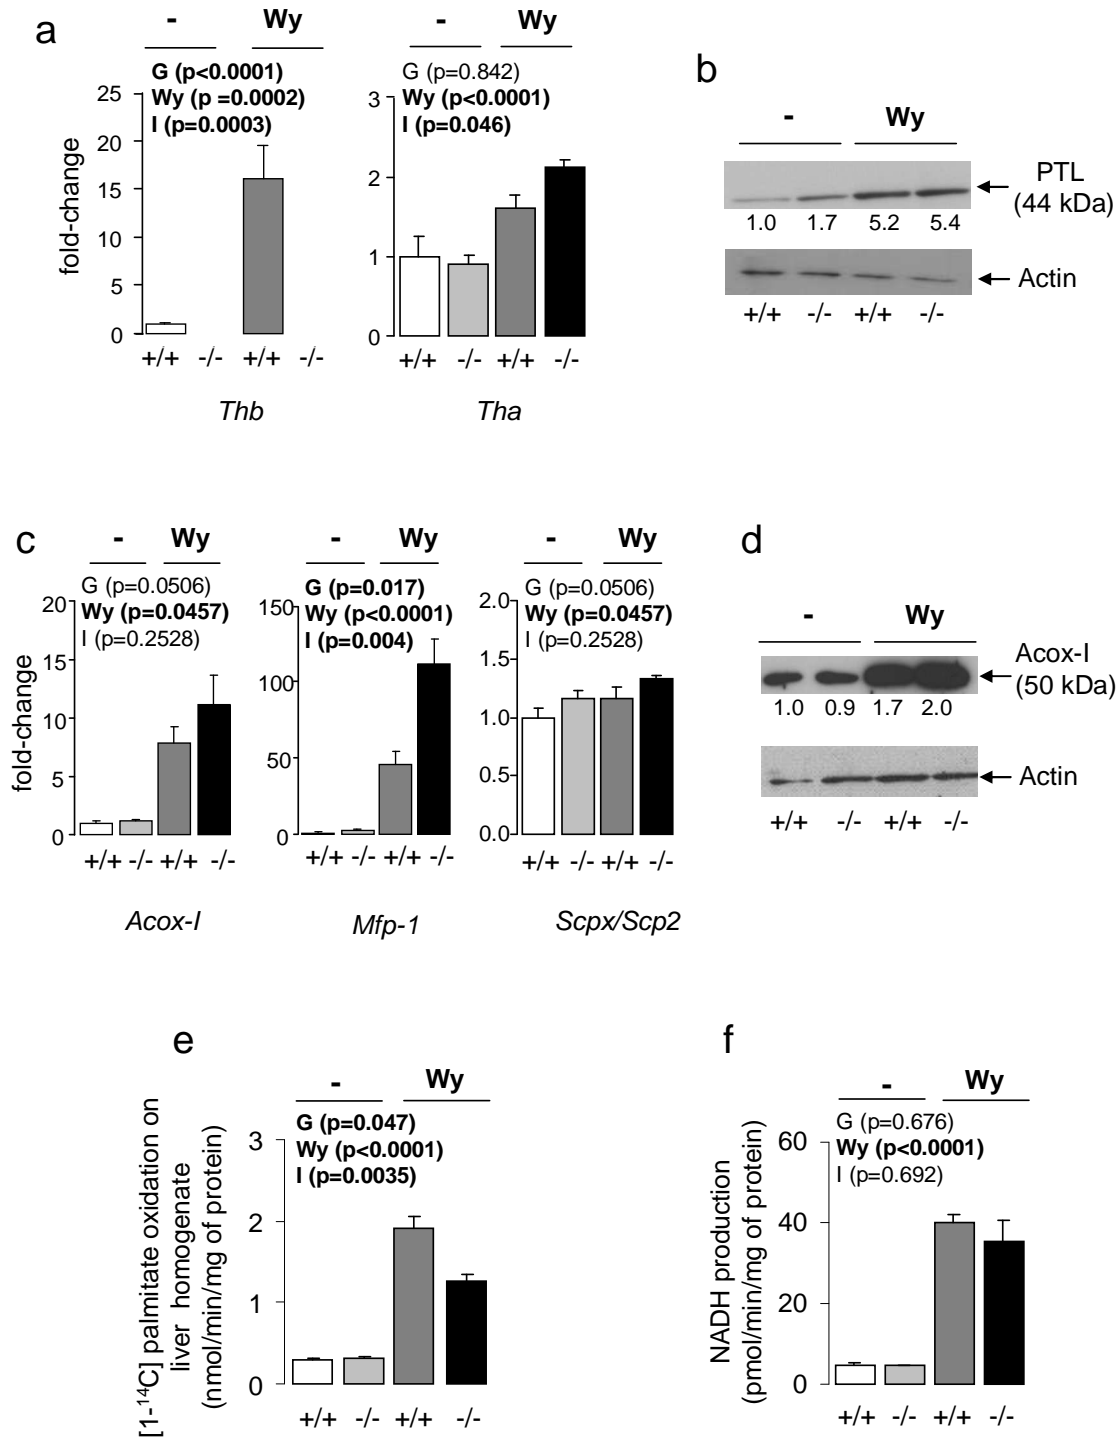 a
- Wy
G (p<0.0001)
Wy (p =0.0002)
I (p=0.0003)
fold-change
25
20
15
10
5
0
+/+ -/- +/+ -/-
Thb
- Wy
G (p=0.842)
Wy (p<0.0001)
I (p=0.046)
3
2
1
0
+/+ -/- +/+ -/-
Tha
b
- Wy
PTL
(44 kDa)
1.0 1.7 5.2 5.4
Actin
+/+ -/- +/+ -/-
c
- Wy
G (p=0.0506)
Wy (p=0.0457)
I (p=0.2528)
fold-change
20
15
10
5
0
+/+ -/- +/+ -/-
Acox-I
- Wy
G (p=0.017)
Wy (p<0.0001)
I (p=0.004)
150
100
50
0
+/+ -/- +/+ -/-
Mfp-1
- Wy
G (p=0.0506)
Wy (p=0.0457)
I (p=0.2528)
2.0
1.5
1.0
0.5
0.0
+/+ -/- +/+ -/-
Scpx/Scp2
d
- Wy
Acox-I
(50 kDa)
1.0 0.9 1.7 2.0
Actin
+/+ -/- +/+ -/-
e
- Wy
G (p=0.047)
Wy (p<0.0001)
I (p=0.0035)
[1-¹⁴C] palmitate oxidation on
liver homogenate
(nmol/min/mg of protein)
3
2
1
0
+/+ -/- +/+ -/-
f
- Wy
G (p=0.676)
Wy (p<0.0001)
I (p=0.692)
NADH production
(pmol/min/mg of protein)
60
40
20
0
+/+ -/- +/+ -/-